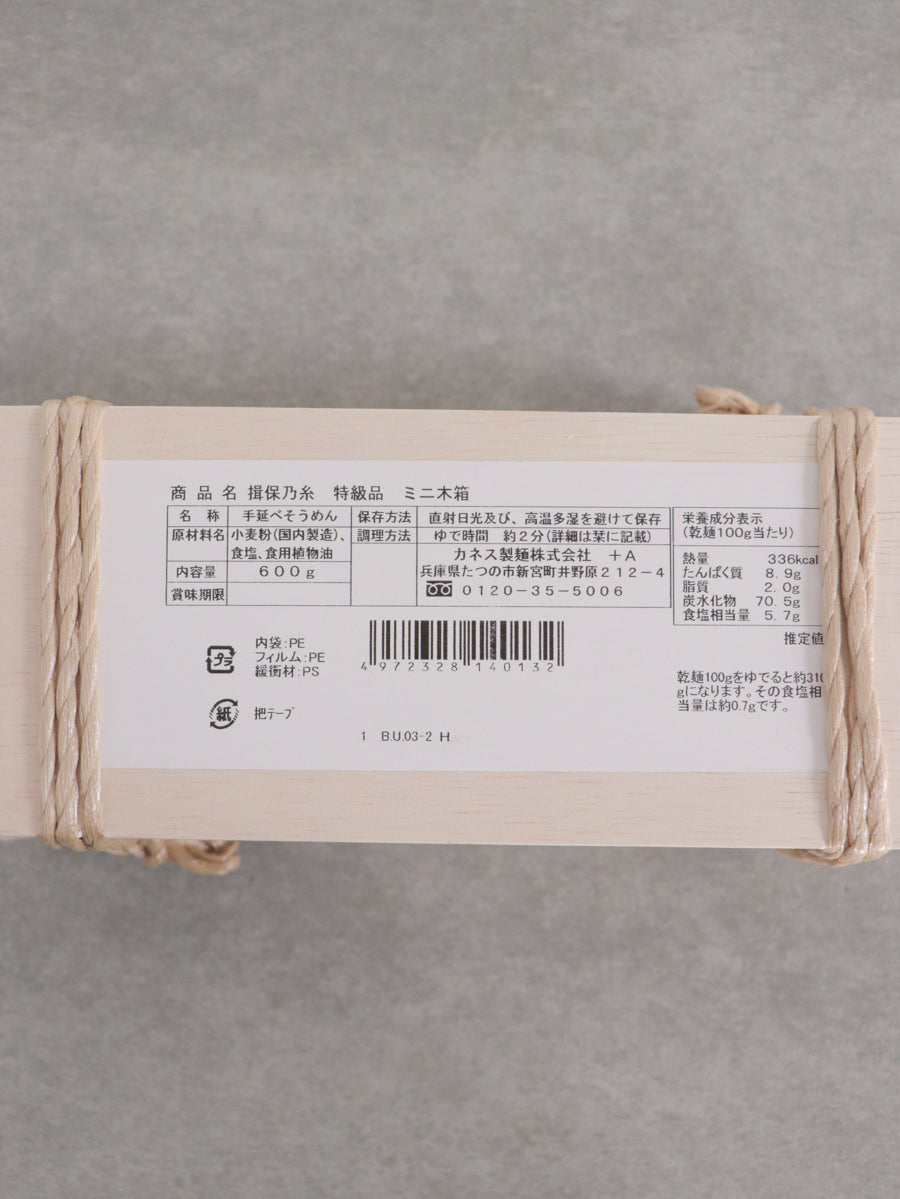 商品名 揖保乃糸 特級品 ミニ木箱
名称 手延べそうめん
原材料名 小麦粉(国内製造)、
食塩、食用植物油
内容量 600g
賞味期限
保存方法 直射日光及び、高温多湿を避けて保存
調理方法 ゆで時間 約2分(詳細は栞に記載)
カネス製麺株式会社 +A
兵庫県たつの市新宮町井野原212-4
0120-35-5006
栄養成分表示
(乾麺100g当たり)
熱量 336kcal
たんぱく質 8.9g
脂質 2.0g
炭水化物 70.5g
食塩相当量 5.7g
推定値
プラ
内袋:PE
フィルム:PE
緩衝材:PS
紙 把テープ
4 972328 140132
1 B.U.03-2 H
乾麺100gをゆでると約310
gになります。その食塩相
当量は約0.7gです。